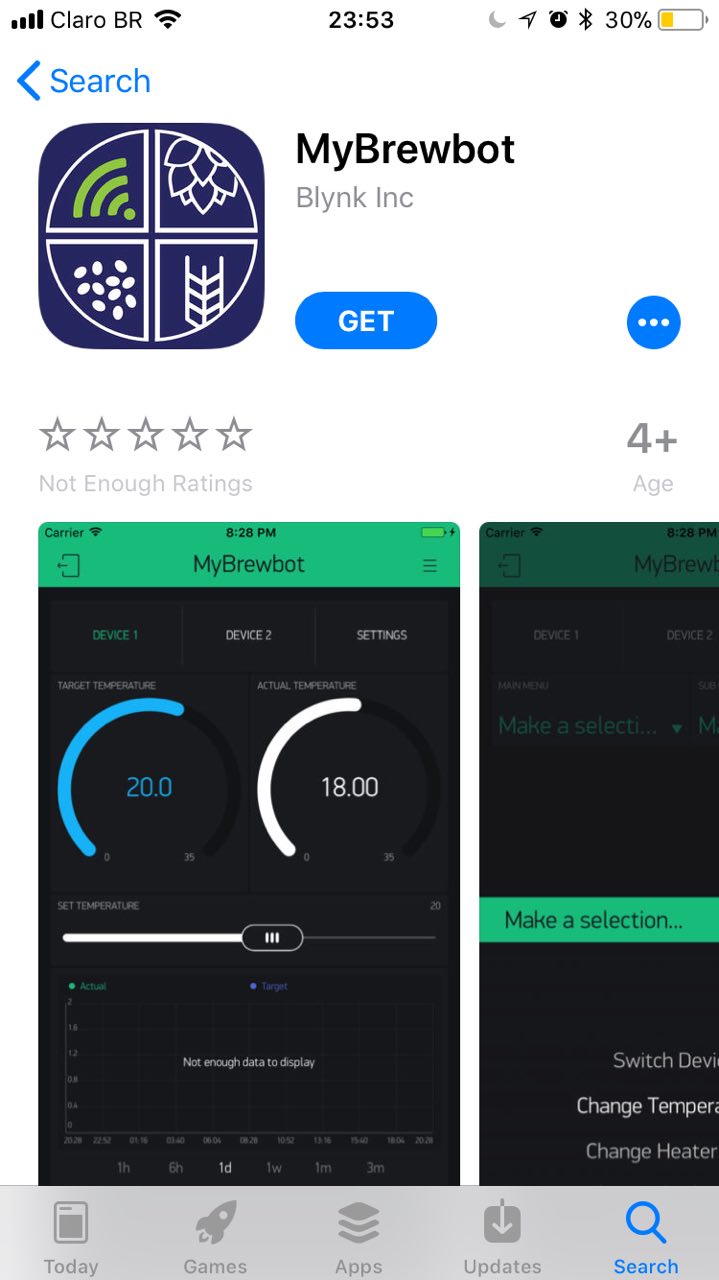 Claro BR 23:53 30%
Search
MyBrewbot
Blynk Inc
GET
Not Enough Ratings
4+
Age
Carrier 8:28 PM
MyBrewbot
DEVICE 1 DEVICE 2 SETTINGS
TARGET TEMPERATURE ACTUAL TEMPERATURE
20.0 18.00
0 35 0 35
SET TEMPERATURE 20
Actual Target
2
1.6
1.2
Not enough data to display
0.8
0.4
0
20:28 22:52 01:16 03:40 06:04 08:28 10:52 13:16 15:40 18:04 20:28
1h 6h 1d 1w 1m 3m
Carrier 8:28 PM
MyBrewb
DEVICE 1 DEVICE 2
MAIN MENU SUB
Make a selecti... Ma
Make a selection...
Switch Devi
Change Tempera
Change Heater
Today Games Apps Updates Search